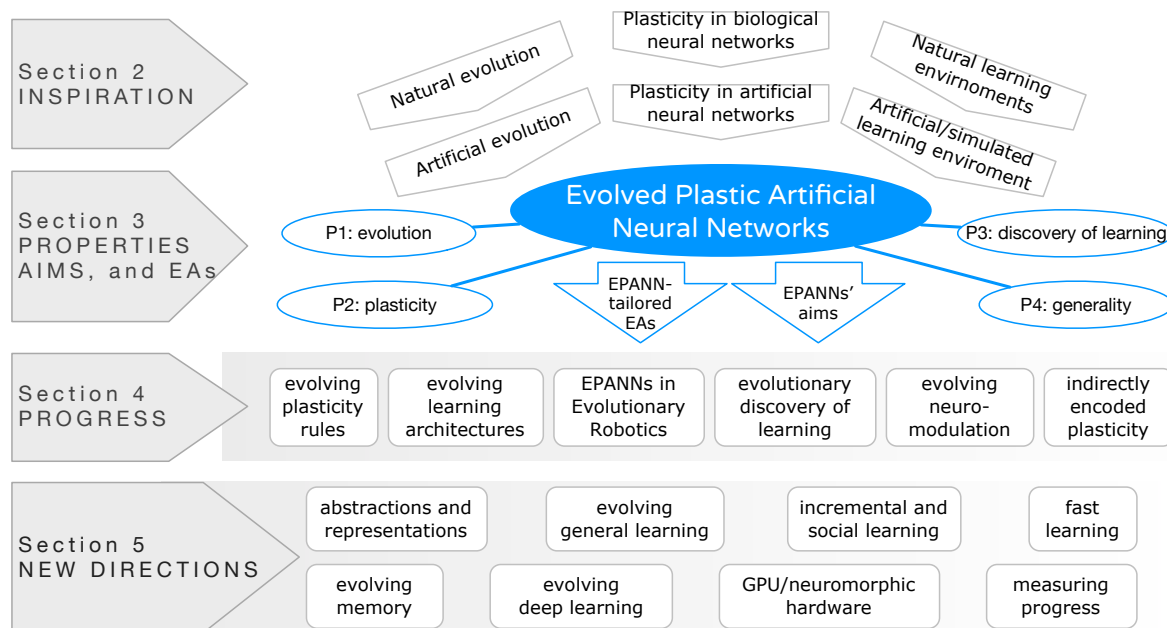 Section 2
INSPIRATION
Natural evolution
Plasticity in biological
neural networks
Natural learning
envirnoments
Artificial evolution
Plasticity in artificial
neural networks
Artificial/simulated
learning enviroment
Section 3
PROPERTIES
AIMS, and EAs
Evolved Plastic Artificial
Neural Networks
P1: evolution
P3: discovery of learning
P2: plasticity
P4: generality
EPANN-
tailored
EAs
EPANNs’
aims
Section 4
PROGRESS
evolving
plasticity
rules
evolving
learning
architectures
EPANNs in
Evolutionary
Robotics
evolutionary
discovery of
learning
evolving
neuro-
modulation
indirectly
encoded
plasticity
Section 5
NEW DIRECTIONS
abstractions and
representations
evolving
general learning
incremental and
social learning
fast
learning
evolving
memory
evolving
deep learning
GPU/neuromorphic
hardware
measuring
progress